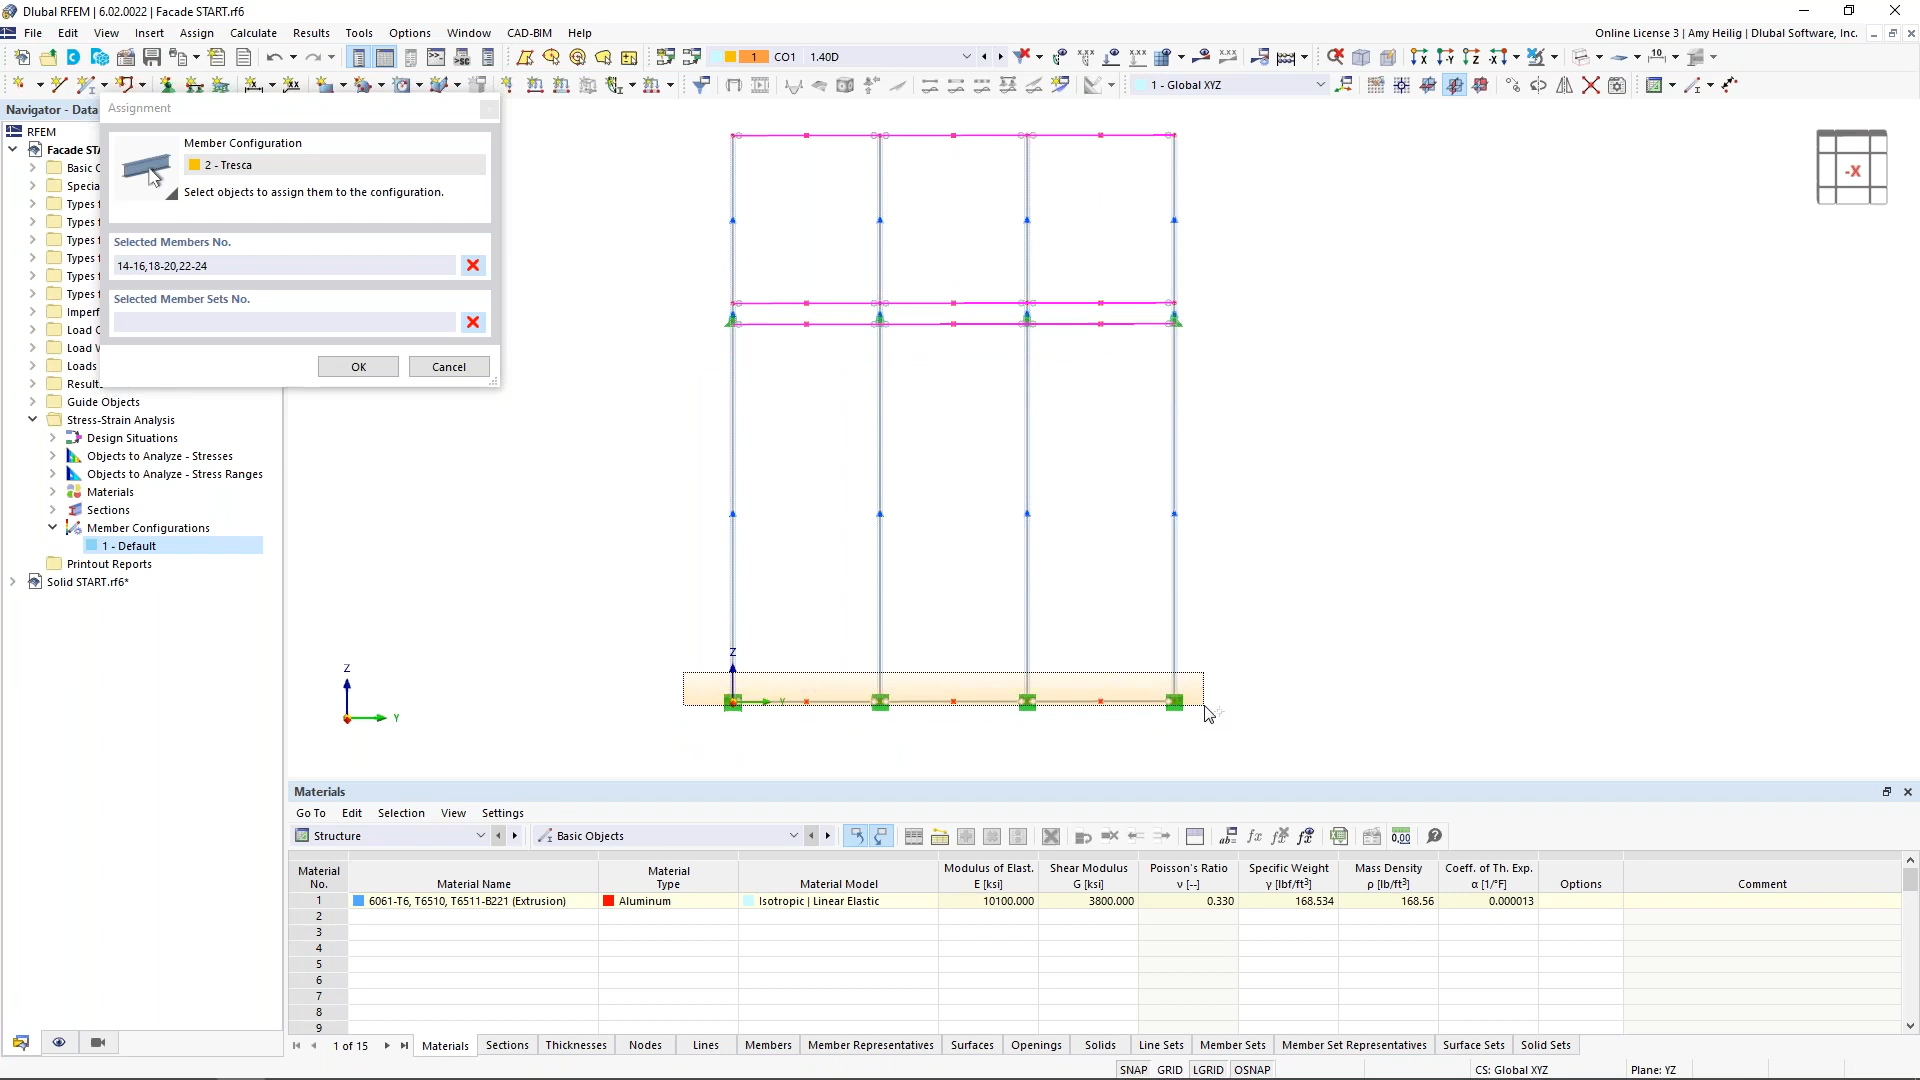 Dlubal RFEM | 6.02.0022 | Facade START.rf6
File Edit View Insert Assign Calculate Results Tools Options Window CAD-BIM Help
Online License 3 | Amy Heilig | Dlubal Software, Inc.
1 CO1 1.40D
1 - Global XYZ
Navigator - Data
Assignment
RFEM
Member Configuration
2 - Tresca
Select objects to assign them to the configuration.
Selected Members No.
14-16,18-20,22-24
Selected Member Sets No.
OK Cancel
Facade STA
Basic O
Specia
Types f
Types f
Types f
Types f
Types f
Types f
Imperf
Load C
Load W
Loads
Results
Guide Objects
Stress-Strain Analysis
Design Situations
Objects to Analyze - Stresses
Objects to Analyze - Stress Ranges
Materials
Sections
Member Configurations
1 - Default
Printout Reports
Solid START.rf6*
-X
Z
Y
Z
Y
Materials
Go To Edit Selection View Settings
Structure Basic Objects
Material No. Material Name Material Type Material Model Modulus of Elast. E [ksi] Shear Modulus G [ksi] Poisson's Ratio ν [--] Specific Weight γ [lbf/ft³] Mass Density ρ [lb/ft³] Coeff. of Th. Exp. α [1/°F] Options Comment
1 6061-T6, T6510, T6511-B221 (Extrusion) Aluminum Isotropic | Linear Elastic 10100.000 3800.000 0.330 168.534 168.56 0.000013
2
3
4
5
6
7
8
9
1 of 15 Materials Sections Thicknesses Nodes Lines Members Member Representatives Surfaces Openings Solids Line Sets Member Sets Member Set Representatives Surface Sets Solid Sets
SNAP GRID LGRID OSNAP CS: Global XYZ Plane: YZ